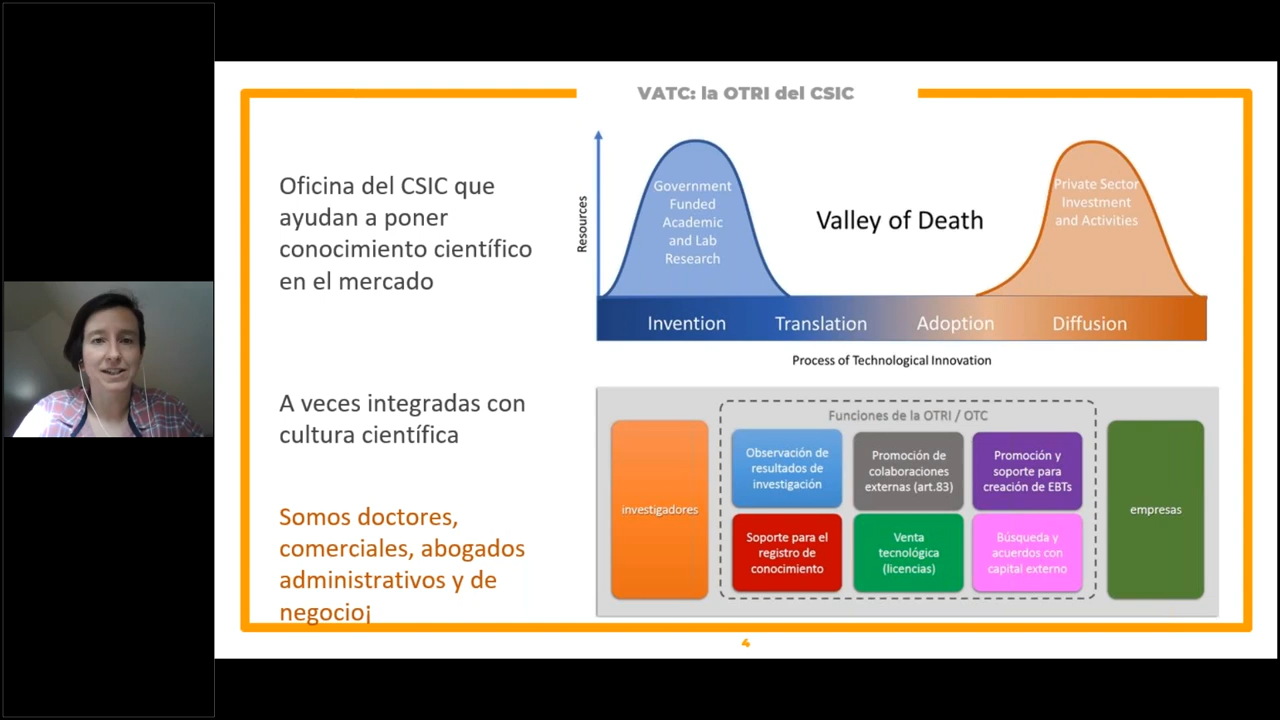 VATC: la OTRI del CSIC
Oficina del CSIC que
ayudan a poner
conocimiento científico
en el mercado
A veces integradas con
cultura científica
Somos doctores,
comerciales, abogados
administrativos y de
negocio¡
Resources
Government
Funded
Academic
and Lab
Research
Valley of Death
Private Sector
Investment
and Activities
Invention
Translation
Adoption
Diffusion
Process of Technological Innovation
Funciones de la OTRI / OTC
investigadores
Observación de
resultados de
investigación
Promoción de
colaboraciones
externas (art.83)
Promoción y
soporte para
creación de EBTs
Soporte para el
registro de
conocimiento
Venta
tecnológica
(licencias)
Búsqueda y
acuerdos con
capital externo
empresas
4